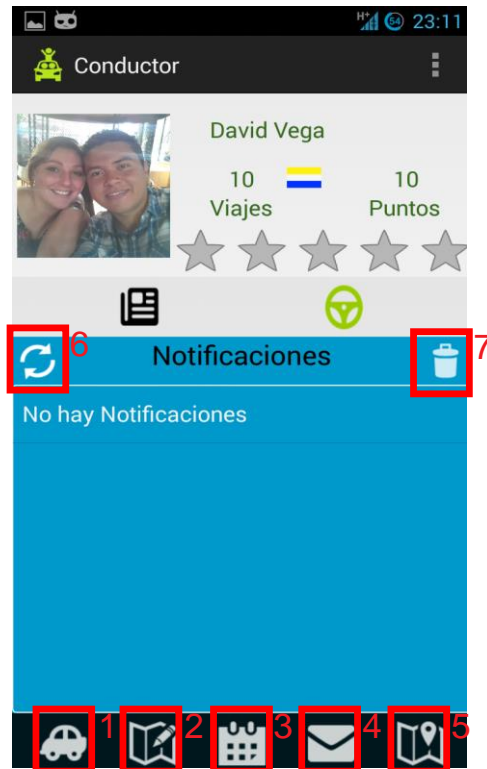 H+ 54 23:11
Conductor
David Vega
10 10
Viajes Puntos
6 Notificaciones 7
No hay Notificaciones
1 2 3 4 5